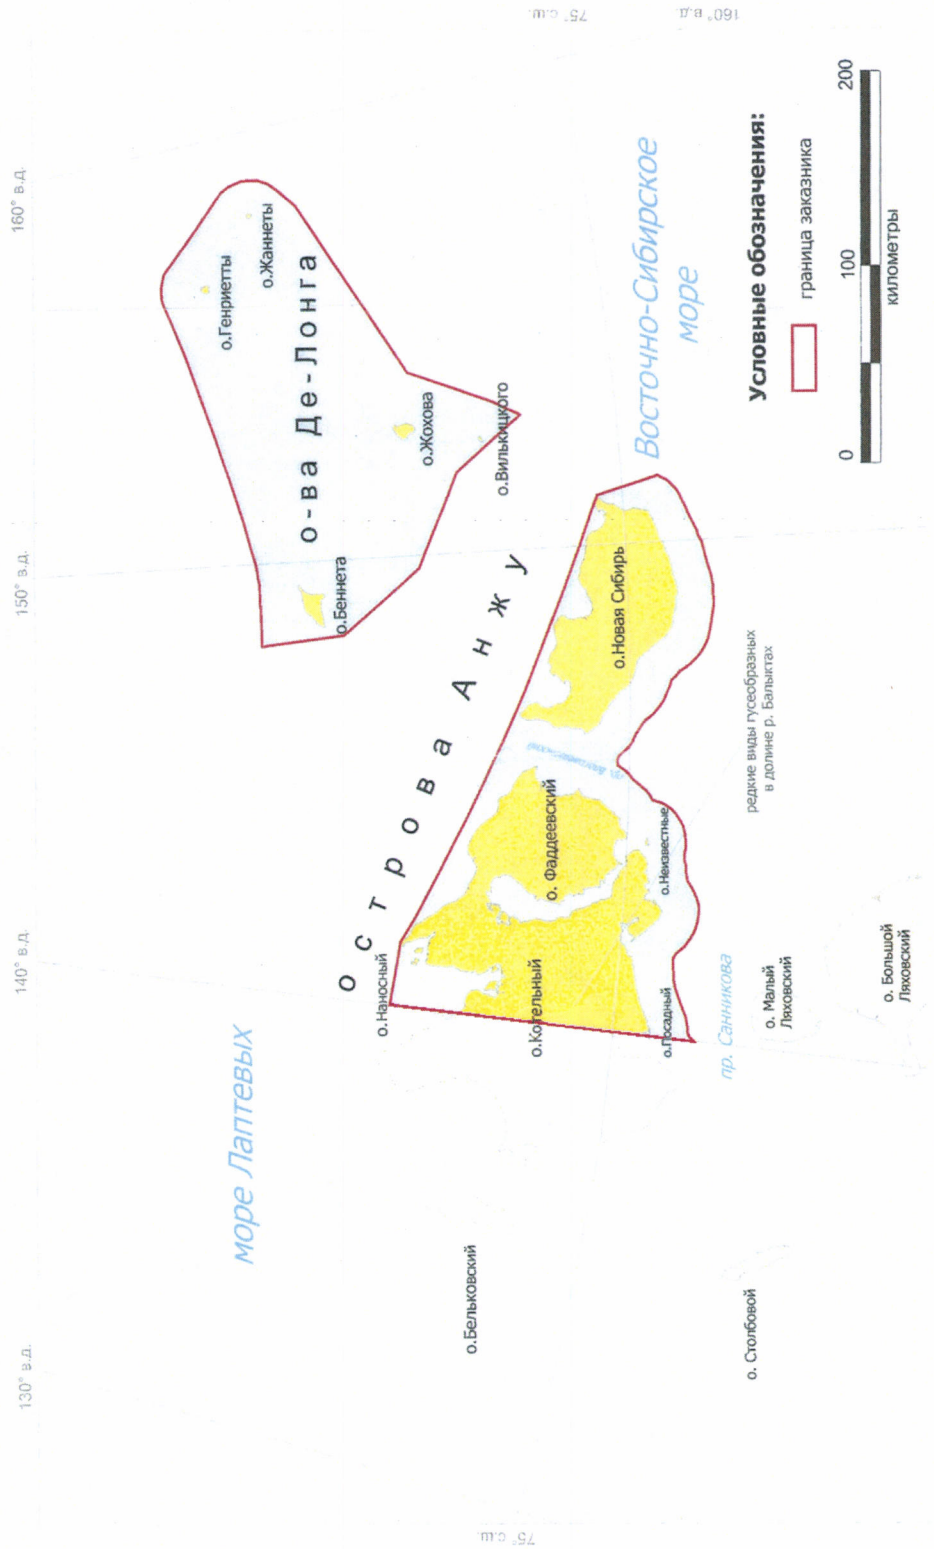 130° в.д.
140° в.д.
150° в.д.
160° в.д.
море Лаптевых
о.Генриетты
о.Жаннеты
о-ва Де-Лонга
о.Беннета
о.Жохова
о.Вилькицкого
острова Анжу
о.Наносный
о.Бельковский
о.Котельный
о. Фаддеевский
о.Новая Сибирь
75° с.ш.
75° с.ш.
Восточно-Сибирское
море
о.Посадный
о.Неизвестные
160° в.д.
пр. Санникова
о. Столбовой
о. Малый
Ляховский
редкие виды гусеобразных
в долине р. Балыктах
о. Большой
Ляховский
Условные обозначения:
граница заказника
0
100
200
километры